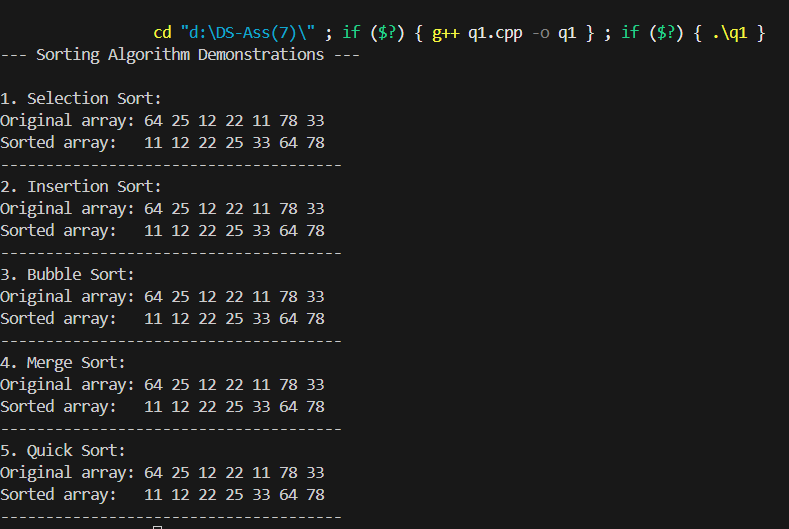 cd "d:\DS-Ass(7)\" ; if ($?) { g++ q1.cpp -o q1 } ; if ($?) { .\q1 }
--- Sorting Algorithm Demonstrations ---
1. Selection Sort:
Original array: 64 25 12 22 11 78 33
Sorted array:   11 12 22 25 33 64 78
--------------------------------------
2. Insertion Sort:
Original array: 64 25 12 22 11 78 33
Sorted array:   11 12 22 25 33 64 78
--------------------------------------
3. Bubble Sort:
Original array: 64 25 12 22 11 78 33
Sorted array:   11 12 22 25 33 64 78
--------------------------------------
4. Merge Sort:
Original array: 64 25 12 22 11 78 33
Sorted array:   11 12 22 25 33 64 78
--------------------------------------
5. Quick Sort:
Original array: 64 25 12 22 11 78 33
Sorted array:   11 12 22 25 33 64 78
--------------------------------------